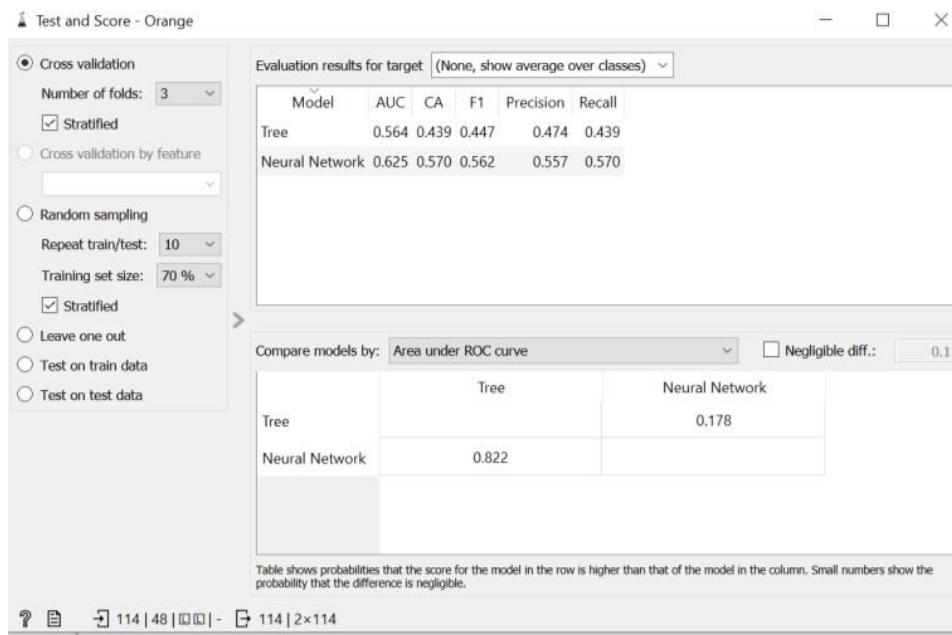 Test and Score - Orange
Cross validation
Number of folds: 3
Stratified
Cross validation by feature
Random sampling
Repeat train/test: 10
Training set size: 70 %
Stratified
Leave one out
Test on train data
Test on test data
Evaluation results for target (None, show average over classes)
Model AUC CA F1 Precision Recall
Tree 0.564 0.439 0.447 0.474 0.439
Neural Network 0.625 0.570 0.562 0.557 0.570
Compare models by: Area under ROC curve Negligible diff.: 0.1
Tree Neural Network
Tree 0.178
Neural Network 0.822
Table shows probabilities that the score for the model in the row is higher than that of the model in the column. Small numbers show the
probability that the difference is negligible.
? 114 | 48 | | - 114 | 2×114